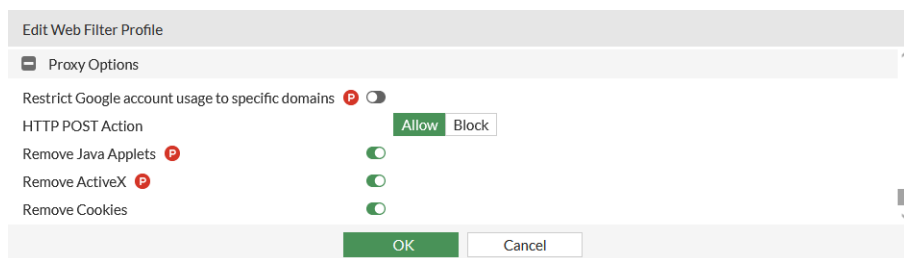 Edit Web Filter Profile
Proxy Options
Restrict Google account usage to specific domains P
HTTP POST Action Allow Block
Remove Java Applets P
Remove ActiveX P
Remove Cookies
OK Cancel